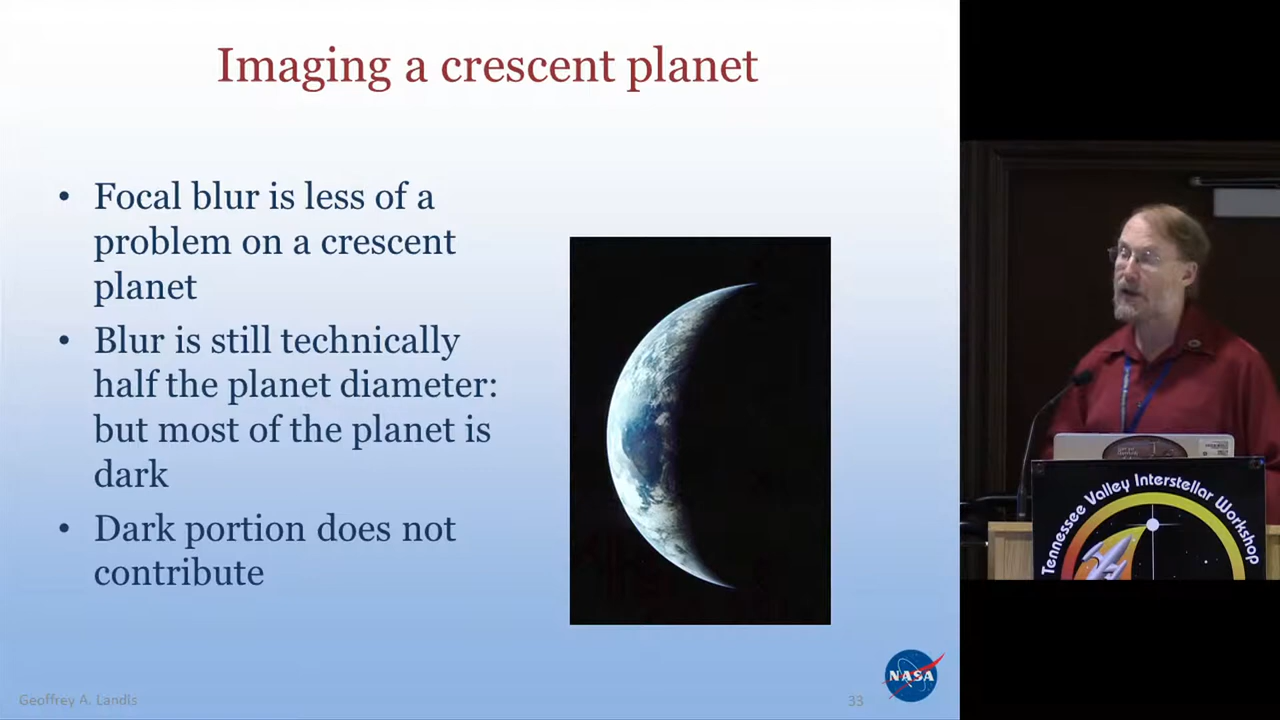 Imaging a crescent planet
• Focal blur is less of a
problem on a crescent
planet
• Blur is still technically
half the planet diameter:
but most of the planet is
dark
• Dark portion does not
contribute
Geoffrey A. Landis
33
NASA
Tennessee Valley Interstellar Workshop